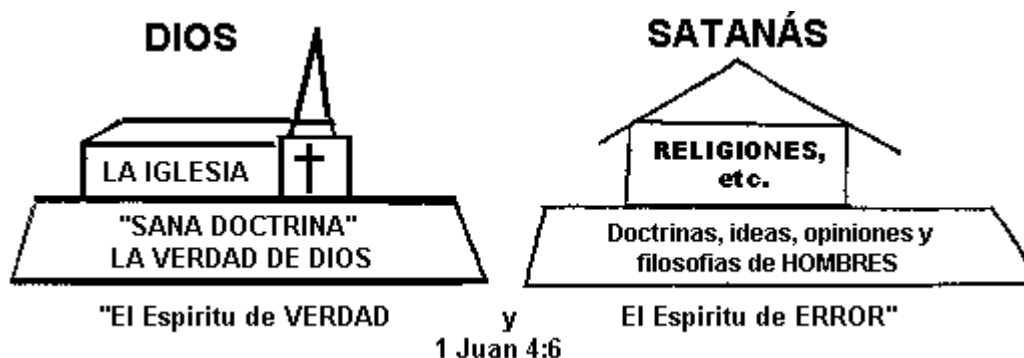 DIOS
LA IGLESIA
"SANA DOCTRINA"
LA VERDAD DE DIOS
SATANÁS
RELIGIONES,
etc.
Doctrinas, ideas, opiniones y
filosofias de HOMBRES
"El Espiritu de VERDAD y El Espiritu de ERROR"
1 Juan 4:6